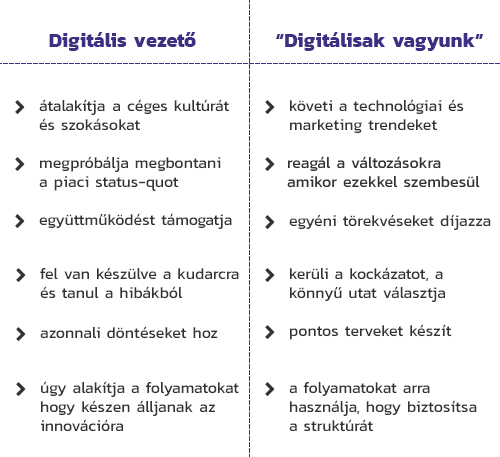 Digitális vezető
átalakítja a céges kultúrát
és szokásokat
megpróbálja megbontani
a piaci status-quot
együttműködést támogatja
fel van készülve a kudarcra
és tanul a hibákból
azonnali döntéseket hoz
úgy alakítja a folyamatokat
hogy készen álljanak az
innovációra
“Digitálisak vagyunk”
követi a technológiai és
marketing trendeket
reagál a változásokra
amikor ezekkel szembesül
egyéni törekvéseket díjazza
kerüli a kockázatot, a
könnyű utat választja
pontos terveket készít
a folyamatokat arra
használja, hogy biztosítsa
a struktúrát